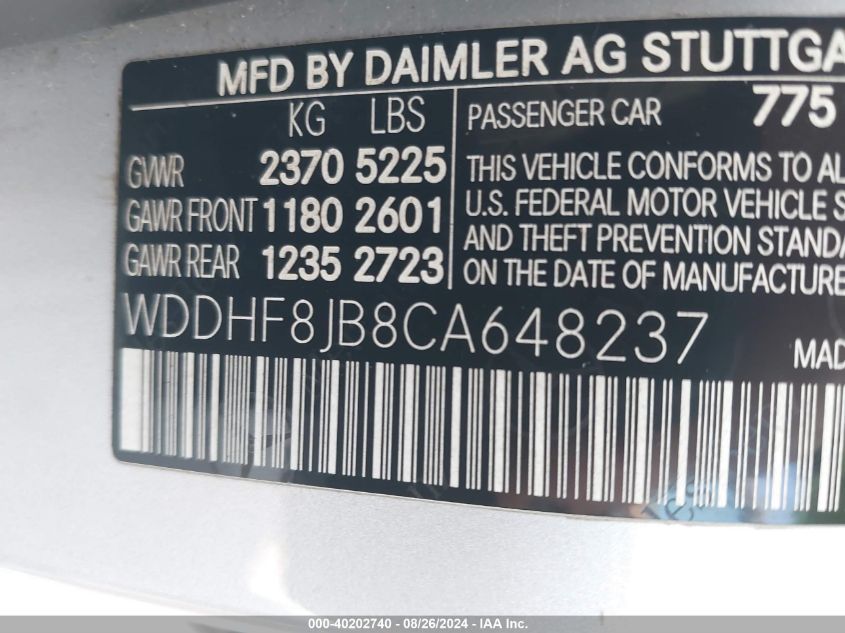 MFD BY DAIMLER AG STUTTGA
KG LBS
GVWR 2370 5225
GAWR FRONT 1180 2601
GAWR REAR 1235 2723
PASSENGER CAR 775
THIS VEHICLE CONFORMS TO AL
U.S. FEDERAL MOTOR VEHICLE S
AND THEFT PREVENTION STANDA
ON THE DATE OF MANUFACTURE
WDDHF8JB8CA648237
MAD
000-40202740 - 08/26/2024 - IAA Inc.